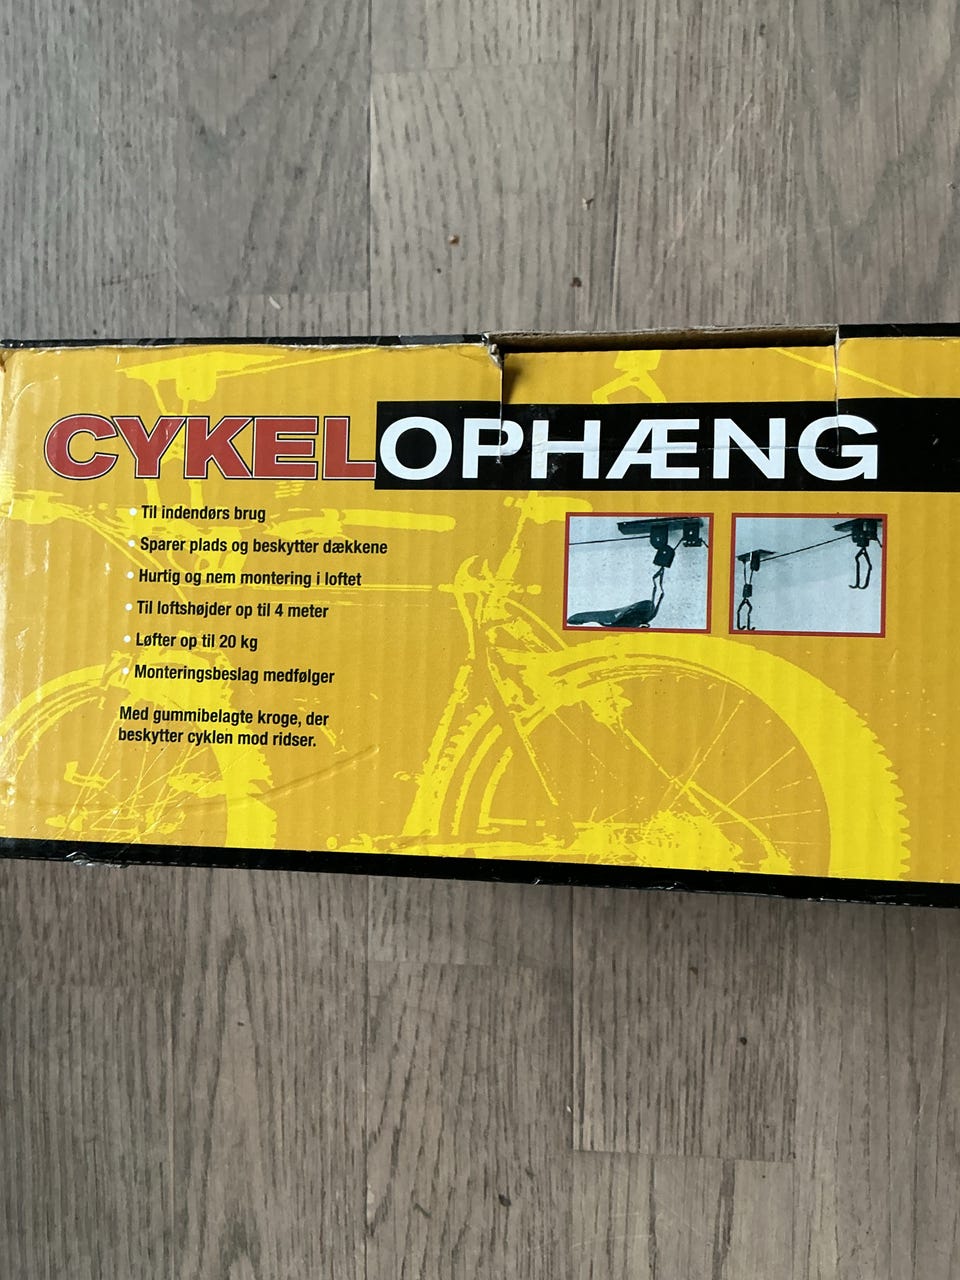 CYKELOPHÆNG
Til indendørs brug
Sparer plads og beskytter dækkene
Hurtig og nem montering i loftet
Til loftshøjder op til 4 meter
Løfter op til 20 kg
Monteringsbeslag medfølger
Med gummibelagte kroge, der
beskytter cyklen mod ridser.